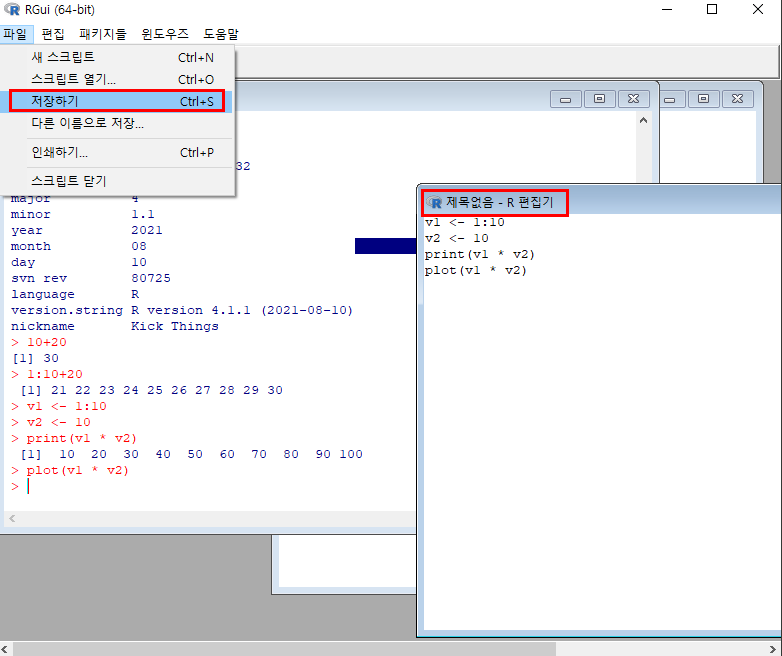 RGui (64-bit)
파일 편집 패키지들 윈도우즈 도움말
새 스크립트 Ctrl+N
스크립트 열기... Ctrl+O
저장하기 Ctrl+S
다른 이름으로 저장...
인쇄하기... Ctrl+P
스크립트 닫기
32
major 4
minor 1.1
year 2021
month 08
day 10
svn rev 80725
language R
version.string R version 4.1.1 (2021-08-10)
nickname Kick Things
> 10+20
[1] 30
> 1:10+20
[1] 21 22 23 24 25 26 27 28 29 30
> v1 <- 1:10
> v2 <- 10
> print(v1 * v2)
[1] 10 20 30 40 50 60 70 80 90 100
> plot(v1 * v2)
>
제목없음 - R 편집기
v1 <- 1:10
v2 <- 10
print(v1 * v2)
plot(v1 * v2)